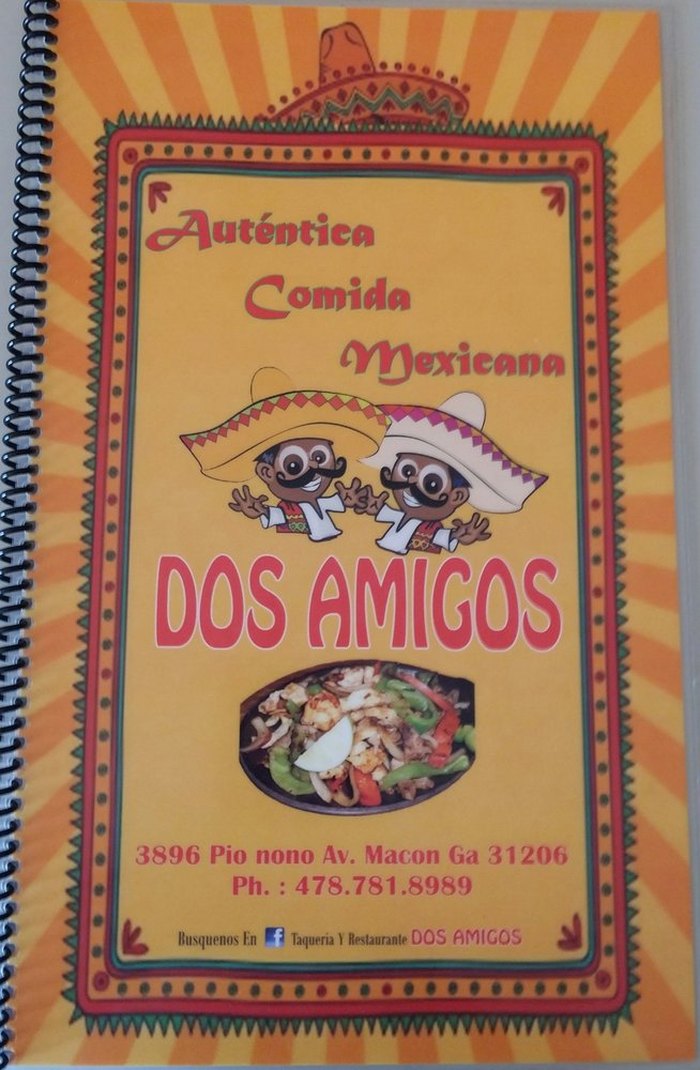 Auténtica
Comida
Mexicana
DOS AMIGOS
3896 Pio nono Av. Macon Ga 31206
Ph. : 478.781.8989
Busquenos En f Taqueria Y Restaurante DOS AMIGOS